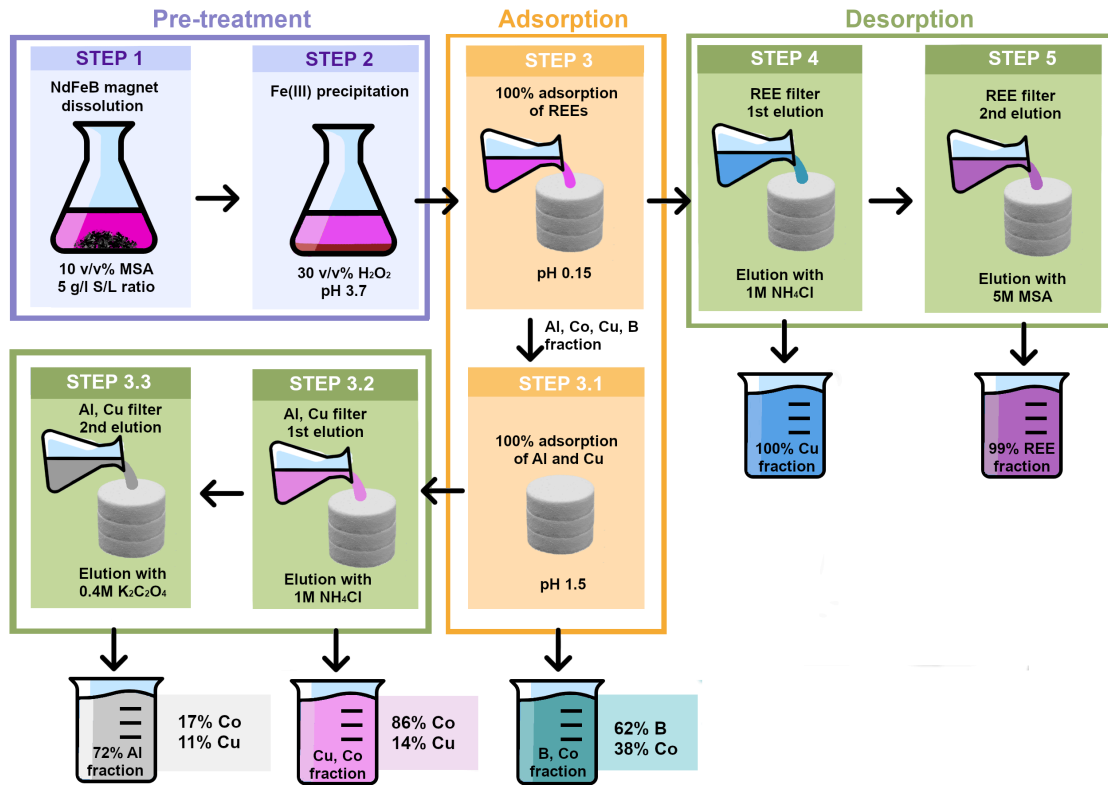 Pre-treatment
Adsorption
Desorption
STEP 1
NdFeB magnet
dissolution
10 v/v% MSA
5 g/l S/L ratio
STEP 2
Fe(III) precipitation
30 v/v% H₂O₂
pH 3.7
STEP 3
100% adsorption
of REEs
pH 0.15
STEP 4
REE filter
1st elution
Elution with
1M NH₄Cl
STEP 5
REE filter
2nd elution
Elution with
5M MSA
Al, Co, Cu, B
fraction
100% Cu
fraction
99% REE
fraction
STEP 3.3
Al, Cu filter
2nd elution
Elution with
0.4M K₂C₂O₄
STEP 3.2
Al, Cu filter
1st elution
Elution with
1M NH₄Cl
STEP 3.1
100% adsorption
of Al and Cu
pH 1.5
72% Al
fraction
17% Co
11% Cu
Cu, Co
fraction
86% Co
14% Cu
B, Co
fraction
62% B
38% Co